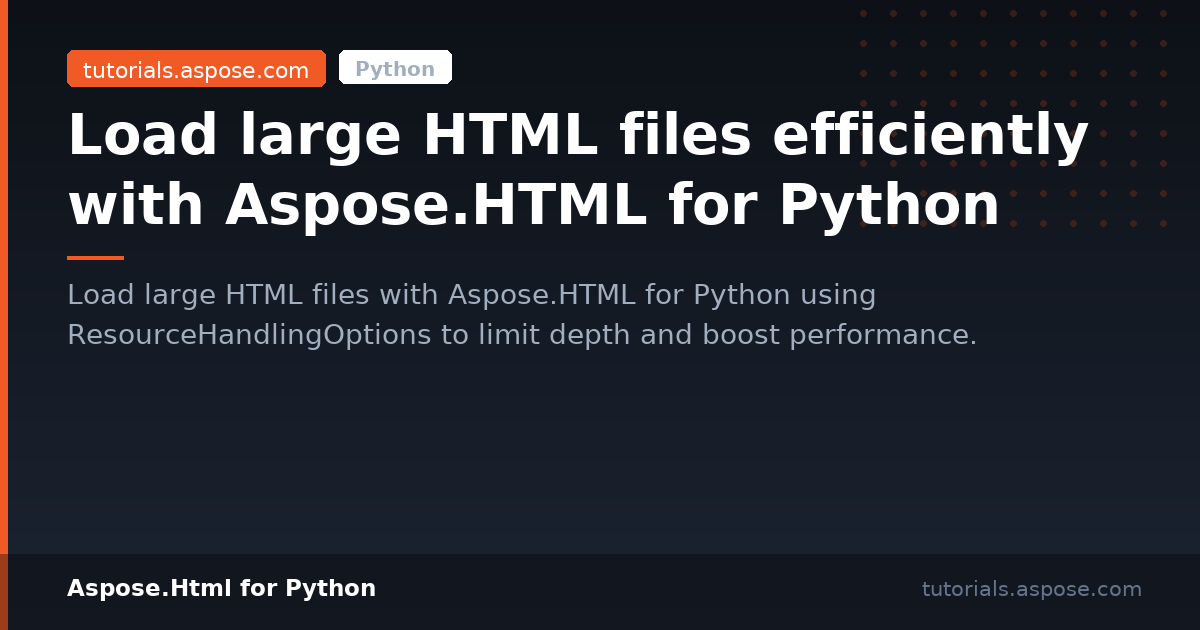 tutorials.aspose.com
Python
Load large HTML files efficiently
with Aspose.HTML for Python
Load large HTML files with Aspose.HTML for Python using
ResourceHandlingOptions to limit depth and boost performance.
Aspose.Html for Python
tutorials.aspose.com